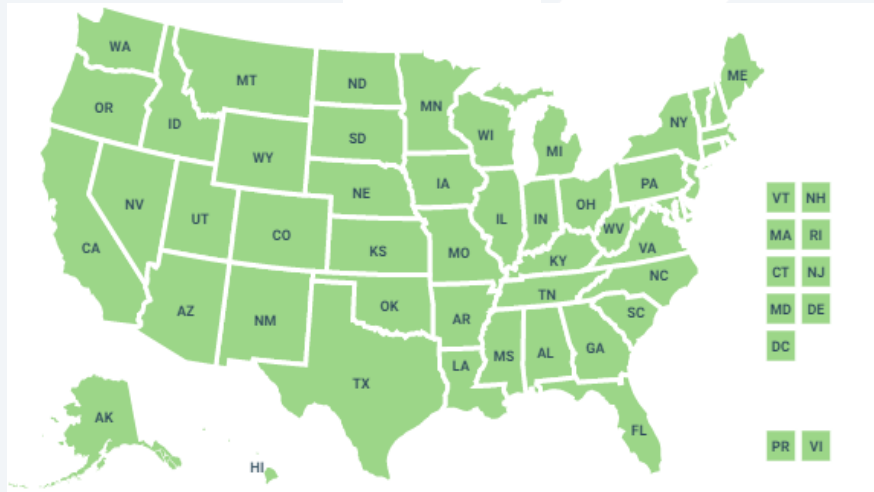 WA
MT
ND
MN
ME
OR
ID
SD
WI
NY
MI
WY
NE
IA
PA
NV
UT
CO
IL
IN
OH
WV
VA
CA
KS
MO
KY
NC
AZ
NM
OK
AR
TN
SC
TX
LA
MS
AL
GA
FL
AK
HI
VT NH
MA RI
CT NJ
MD DE
DC
PR VI